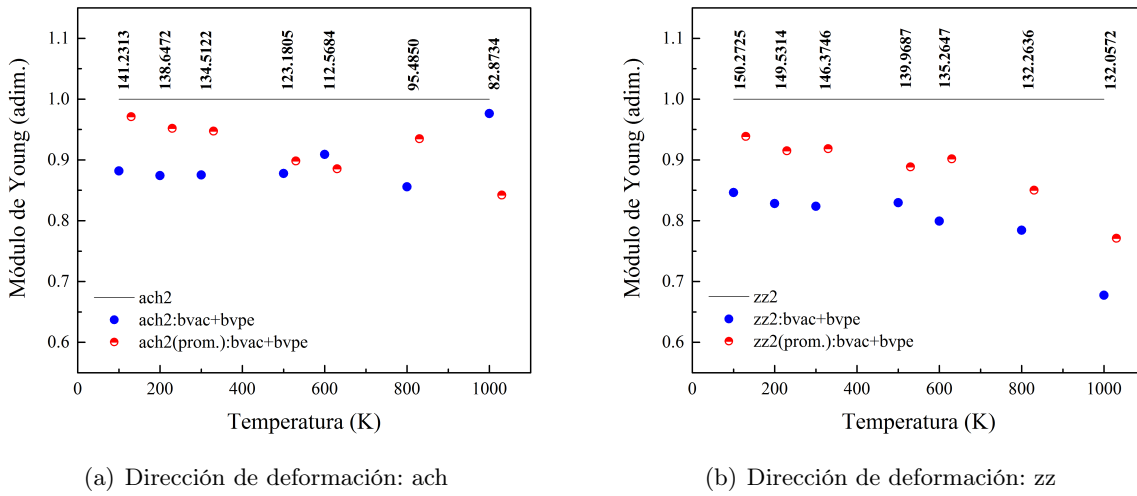 141.2313
138.6472
134.5122
123.1805
112.5684
95.4850
82.8734
1.1
1.0
0.9
0.8
0.7
0.6
Módulo de Young (adim.)
ach2
ach2:bvac+bvpe
ach2(prom.):bvac+bvpe
0 200 400 600 800 1000
Temperatura (K)
(a) Dirección de deformación: ach
150.2725
149.5314
146.3746
139.9687
135.2647
132.2636
132.0572
1.1
1.0
0.9
0.8
0.7
0.6
Módulo de Young (adim.)
zz2
zz2:bvac+bvpe
zz2(prom.):bvac+bvpe
0 200 400 600 800 1000
Temperatura (K)
(b) Dirección de deformación: zz